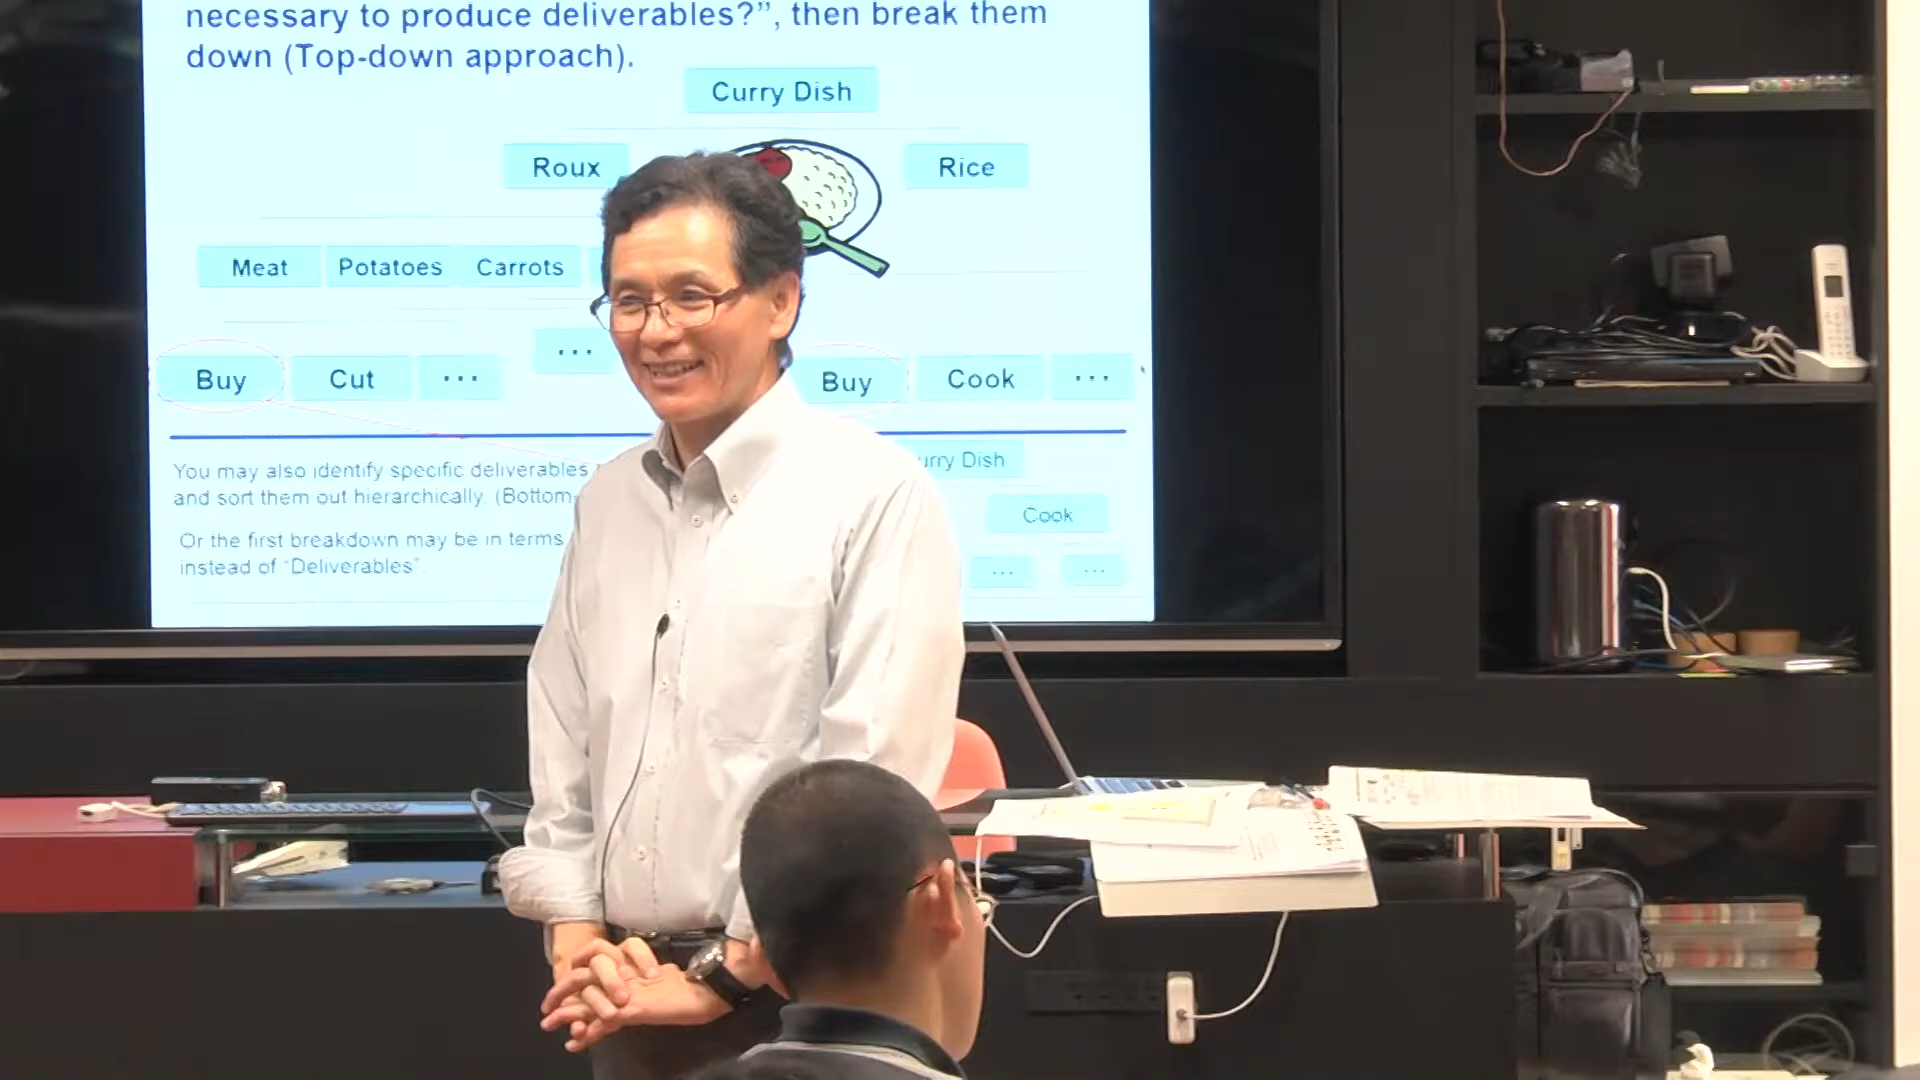 necessary to produce deliverables?”, then break them
down (Top-down approach).
Curry Dish
Roux
Rice
Meat
Potatoes
Carrots
...
Buy
Cut
...
Buy
Cook
...
You may also identify specific deliverables
and sort them out hierarchically. (Bottom-
Or the first breakdown may be in terms
instead of “Deliverables”.
urry Dish
Cook
...
...